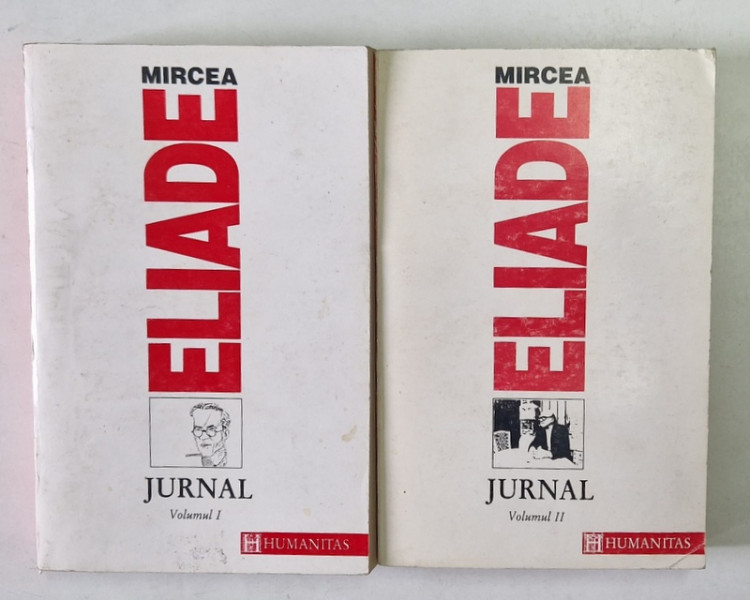 MIRCEA
ELIADE
JURNAL
Volumul I
HUMANITAS
MIRCEA
ELIADE
JURNAL
Volumul II
HUMANITAS